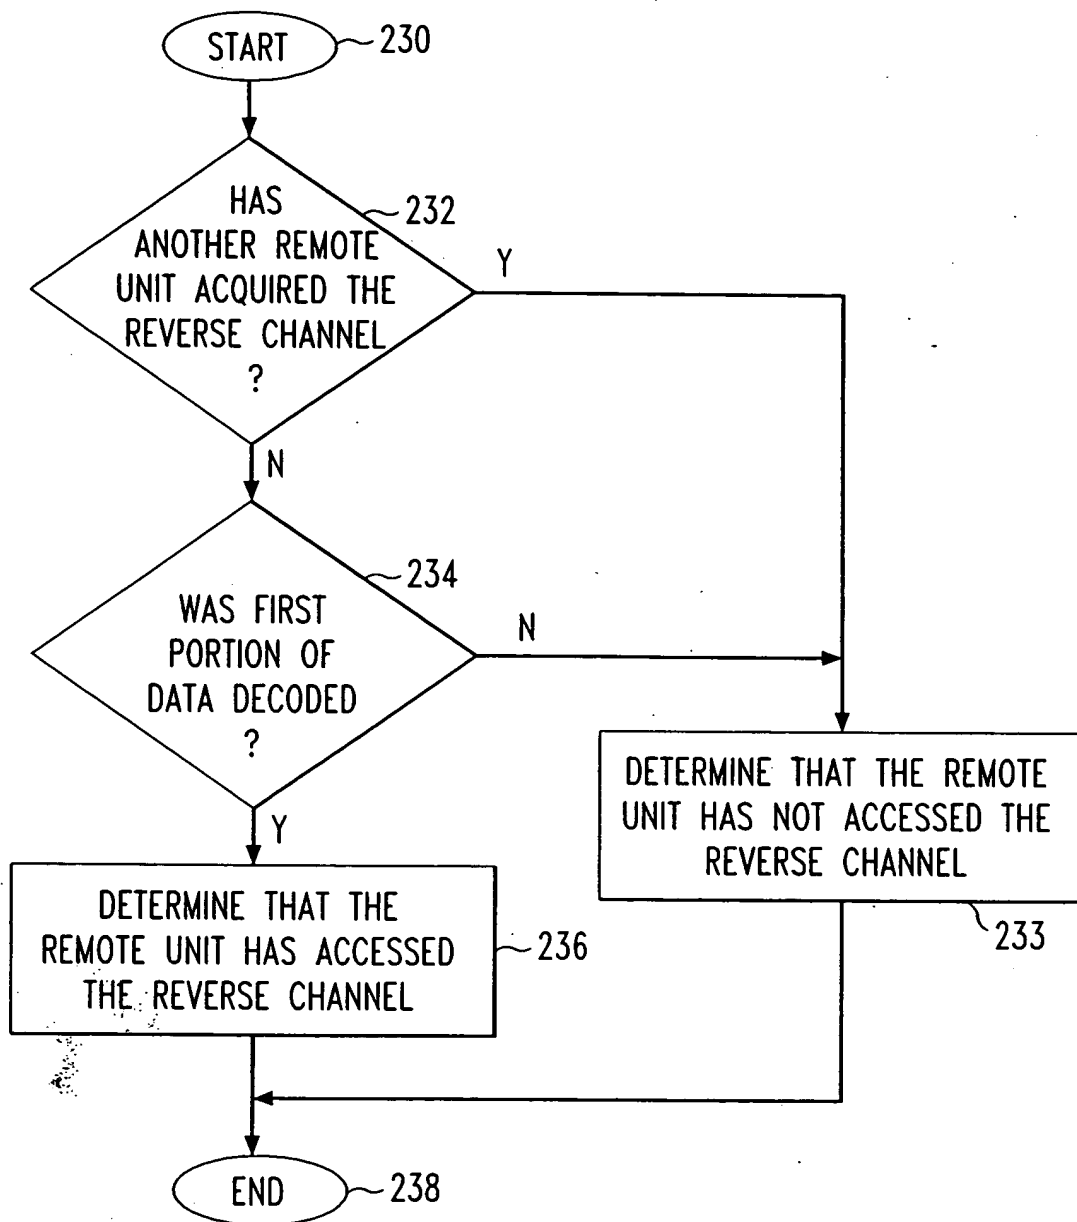 START
230
HAS
ANOTHER REMOTE
UNIT ACQUIRED THE
REVERSE CHANNEL
?
232
Y
N
WAS FIRST
PORTION OF
DATA DECODED
?
234
N
Y
DETERMINE THAT THE REMOTE
UNIT HAS NOT ACCESSED THE
REVERSE CHANNEL
233
DETERMINE THAT THE
REMOTE UNIT HAS ACCESSED
THE REVERSE CHANNEL
236
END
238